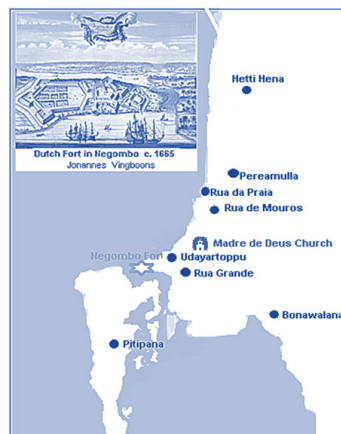 Dutch Fort in Negombo c. 1665
Jonannes Vingboons
Hetti Hena
Pereamulla
Rua da Praia
Rua de Mouros
Madre de Deus Church
Negombo Fort
Udayartoppu
Rua Grande
Bonawalana
Pitipana